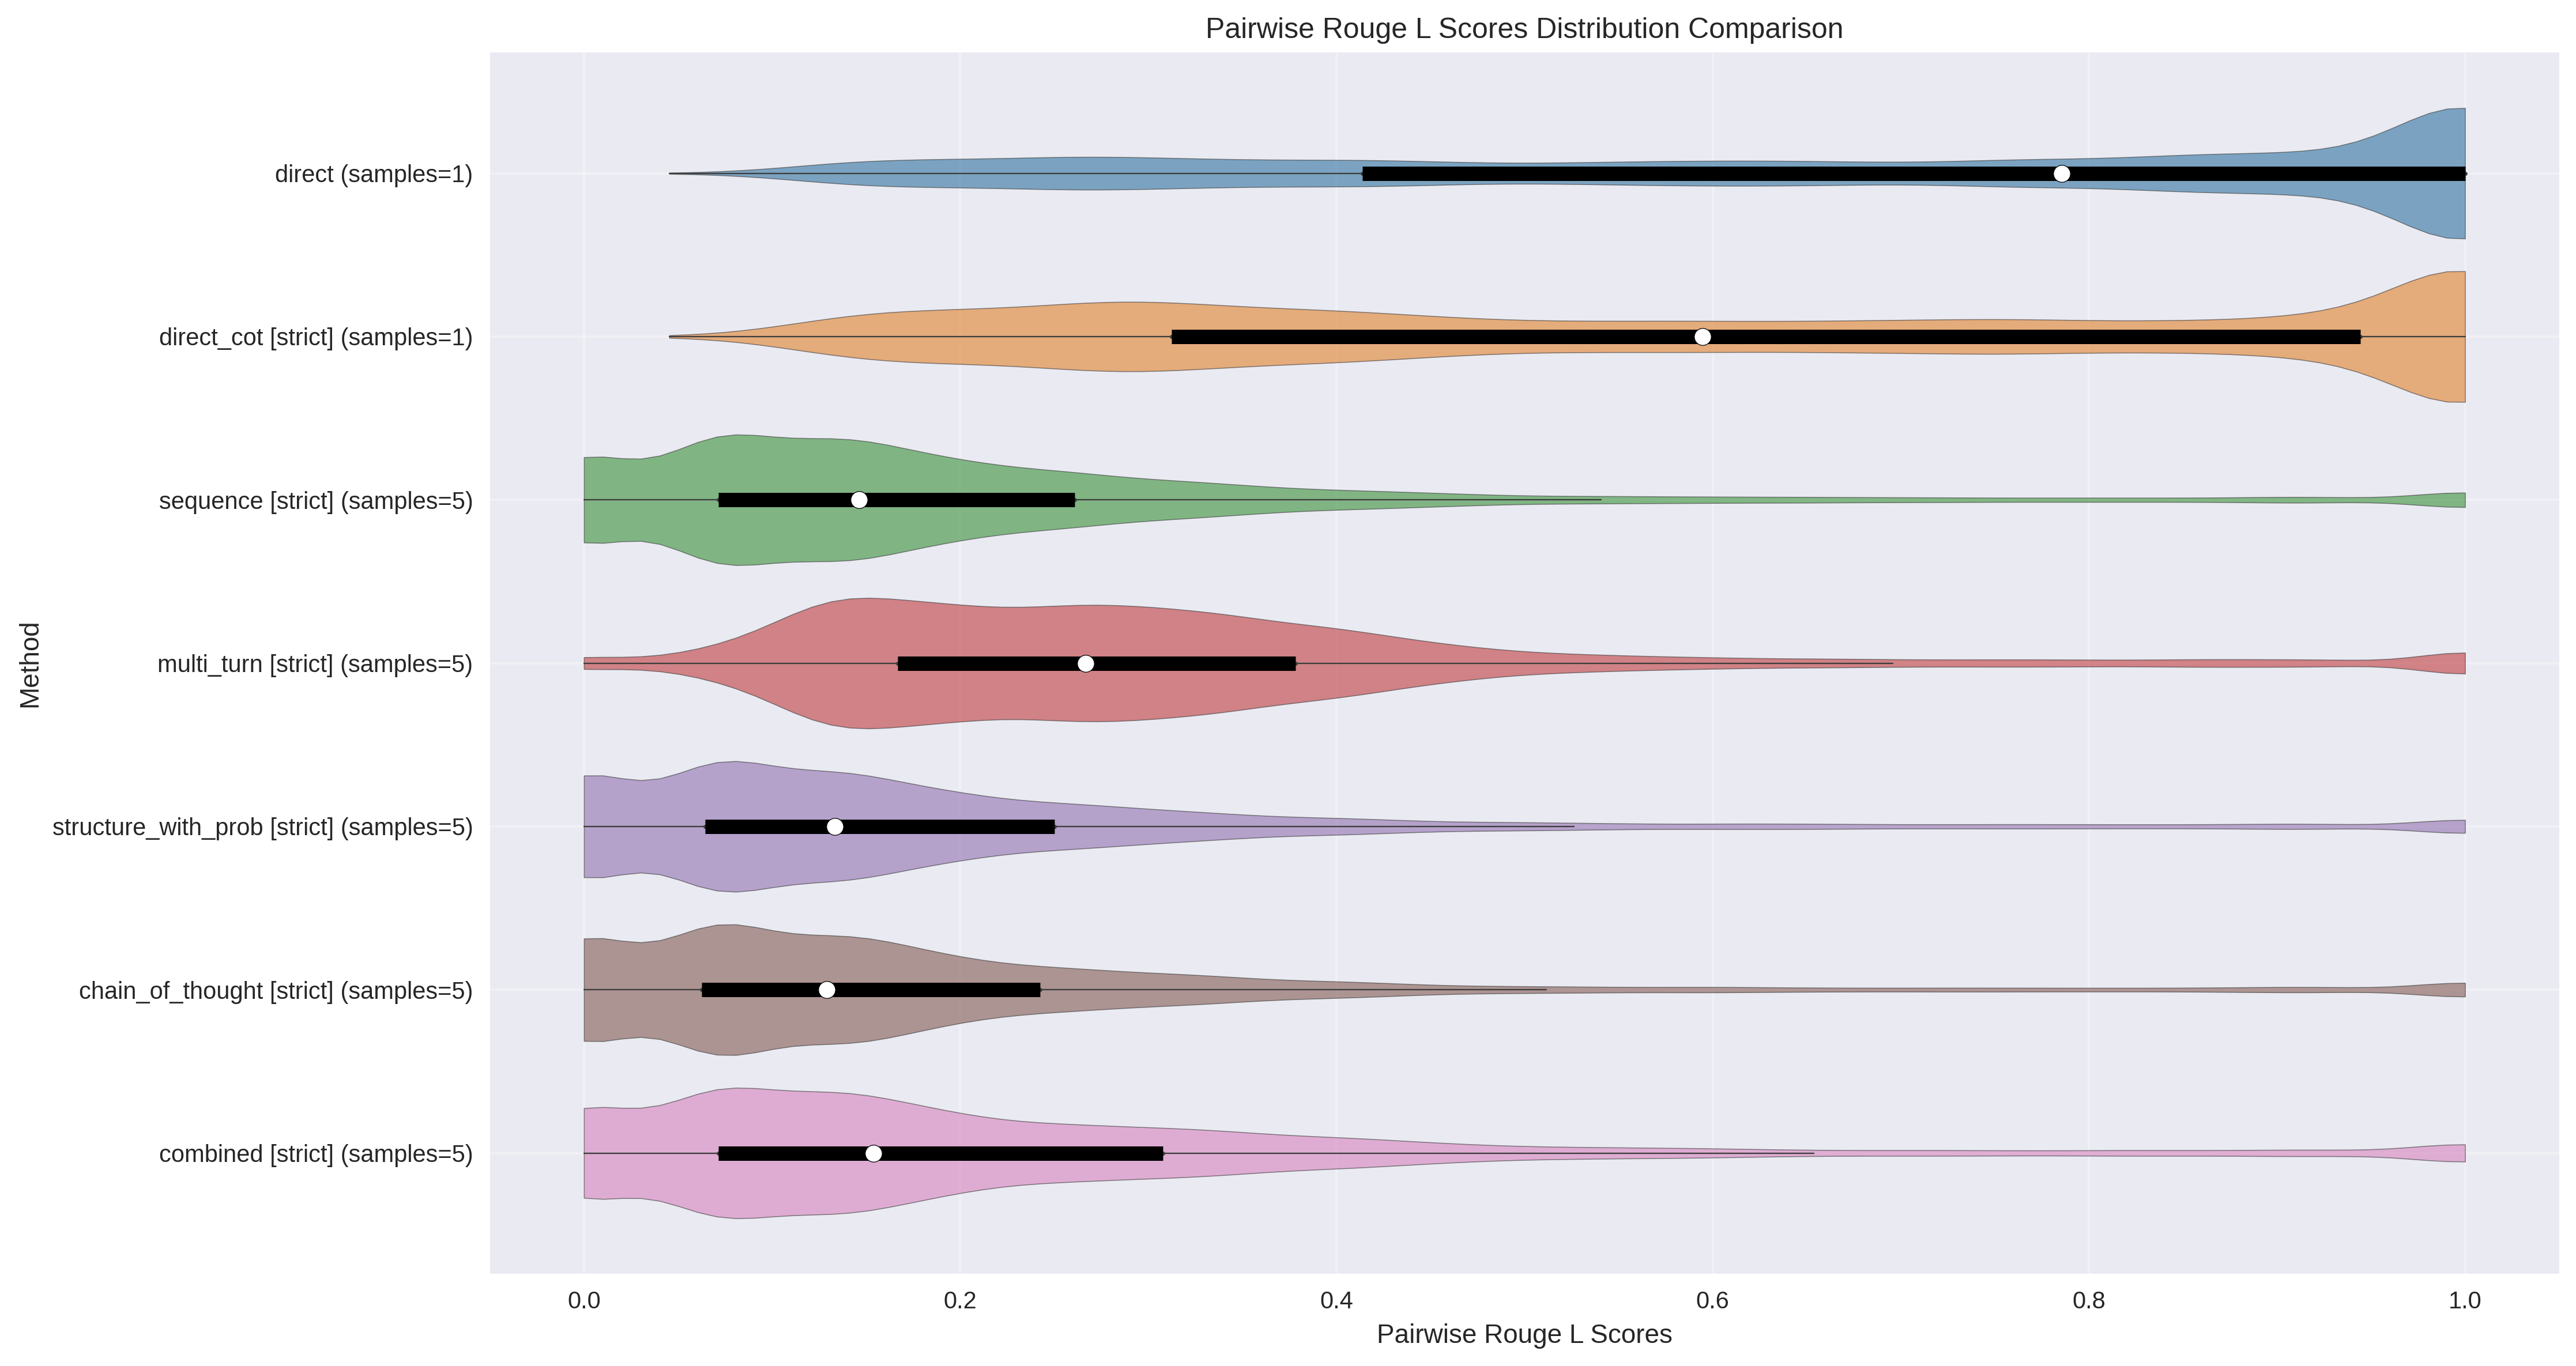 Pairwise Rouge L Scores Distribution Comparison
direct (samples=1)
direct_cot [strict] (samples=1)
sequence [strict] (samples=5)
multi_turn [strict] (samples=5)
structure_with_prob [strict] (samples=5)
chain_of_thought [strict] (samples=5)
combined [strict] (samples=5)
Method
0.0 0.2 0.4 0.6 0.8 1.0
Pairwise Rouge L Scores